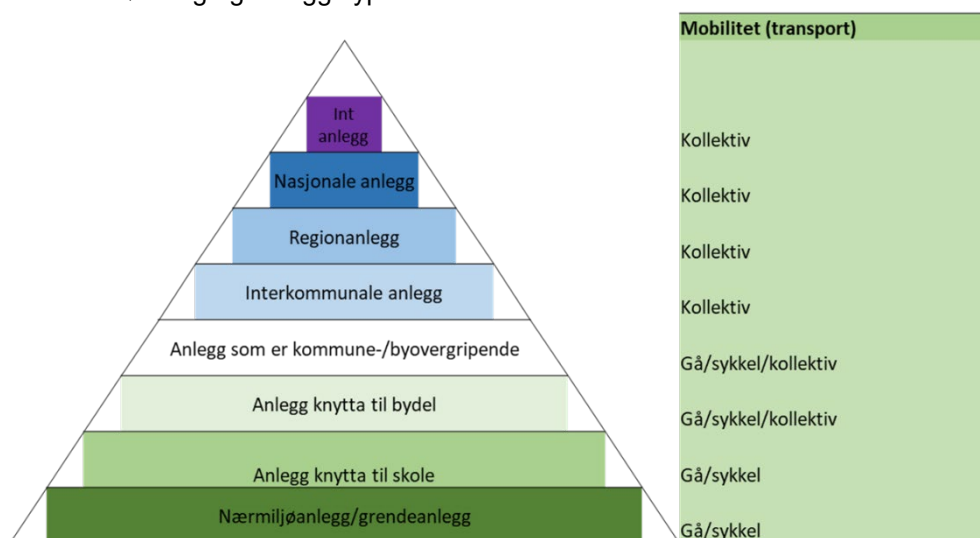 Mobilitet (transport)
Int
anlegg
Kollektiv
Nasjonale anlegg
Kollektiv
Regionanlegg
Kollektiv
Interkommunale anlegg
Kollektiv
Anlegg som er kommune-/byovergripende
Gå/sykkel/kollektiv
Anlegg knytta til bydel
Gå/sykkel/kollektiv
Anlegg knytta til skole
Gå/sykkel
Nærmiljøanlegg/grendeanlegg
Gå/sykkel